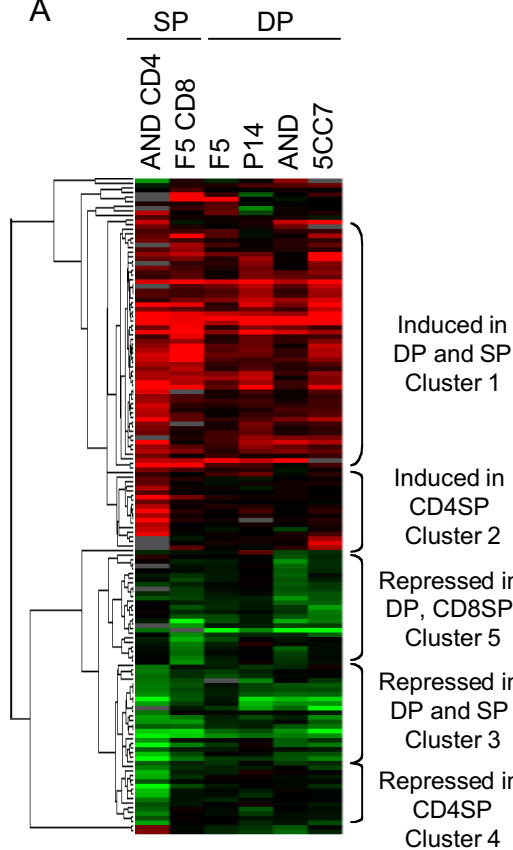 A
SP DP
AND CD4
F5 CD8
F5
P14
AND
5CC7
Induced in
DP and SP
Cluster 1
Induced in
CD4SP
Cluster 2
Repressed in
DP, CD8SP
Cluster 5
Repressed in
DP and SP
Cluster 3
Repressed in
CD4SP
Cluster 4